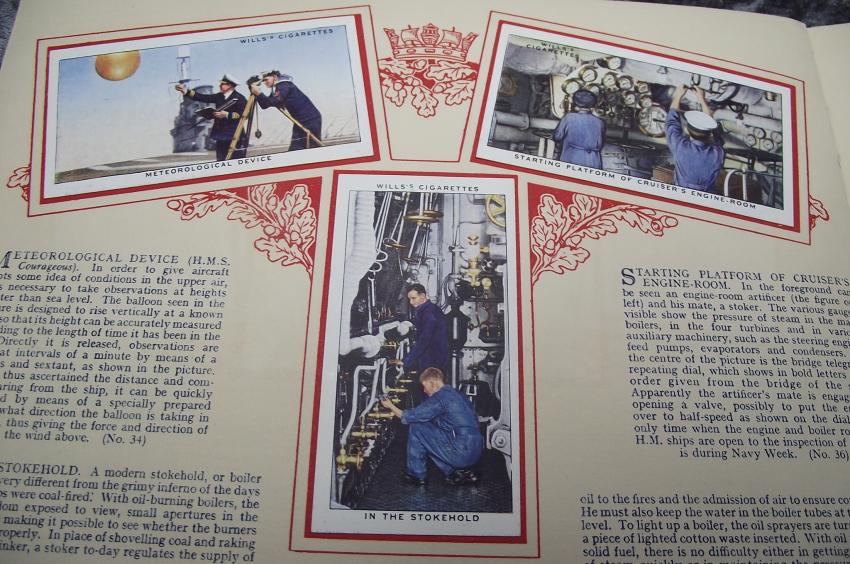 WILLS'S CIGARETTES
METEOROLOGICAL DEVICE
WILLS'S
CIGARETTES
STARTING PLATFORM OF CRUISER'S ENGINE-ROOM
WILLS'S CIGARETTES
IN THE STOKEHOLD
METEOROLOGICAL DEVICE (H.M.S.
Courageous). In order to give aircraft
some idea of conditions in the upper air,
necessary to take observations at heights
than sea level. The balloon seen in the
is designed to rise vertically at a known
so that its height can be accurately measured
to the length of time it has been in the
Directly it is released, observations are
at intervals of a minute by means of a
and sextant, as shown in the picture.
thus ascertained the distance and com-
from the ship, it can be quickly
by means of a specially prepared
what direction the balloon is taking in
thus giving the force and direction of
the wind above. (No. 34)
STOKEHOLD. A modern stokehold, or boiler
very different from the grimy inferno of the days
were coal-fired. With oil-burning boilers, the
exposed to view, small apertures in the
making it possible to see whether the burners
In place of shovelling coal and raking
a stoker to-day regulates the supply of
STARTING PLATFORM OF CRUISER'S
ENGINE-ROOM. In the foreground
be seen an engine-room artificer (the figure
left) and his mate, a stoker. The various
visible show the pressure of steam in the
boilers, in the four turbines and in
auxiliary machinery, such as the steering
feed pumps, evaporators and condensers.
the centre of the picture is the bridge
repeating dial, which shows in bold letters
order given from the bridge of the
Apparently the artificer's mate is
opening a valve, possibly to put the
over to half-speed as shown on the
only time when the engine and boiler
H.M. ships are open to the inspection of
is during Navy Week. (No. 36)
oil to the fires and the admission of air to ensure
He must also keep the water in the boiler tubes at
level. To light up a boiler, the oil sprayers are
a piece of lighted cotton waste inserted. With oil
solid fuel, there is no difficulty either in